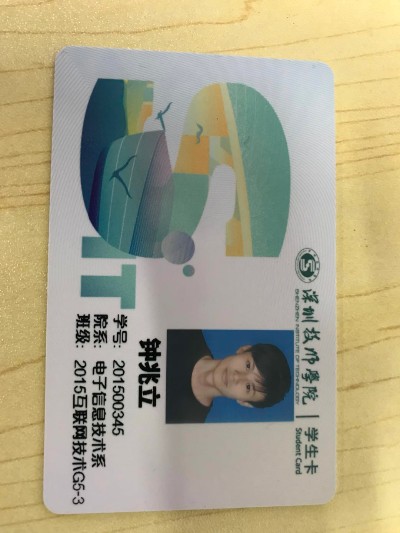 深圳技师学院
SHENZHEN INSTITUTE OF TECHNOLOGY
学生卡
Student Card
钟兆立
学号: 201500345
院系: 电子信息技术系
班级: 2015互联网技术G5-3